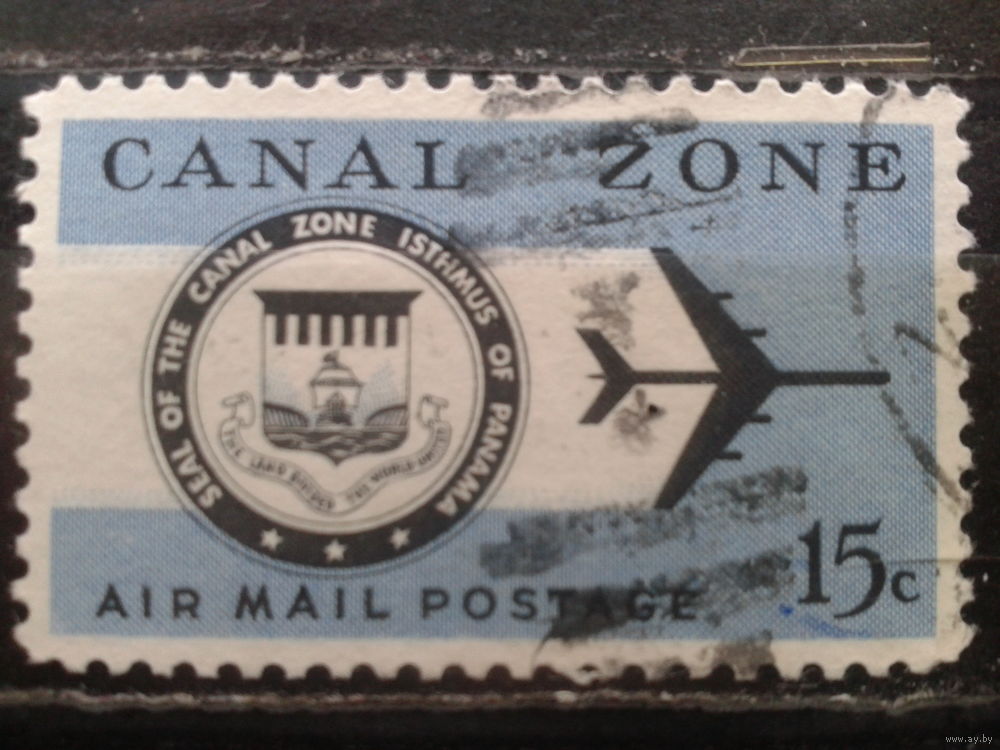 CANAL ZONE
SEAL OF THE CANAL ZONE ISTHMUS OF PANAMA
THE LAND DIVIDED THE WORLD UNITED
AIR MAIL POSTAGE
15c
www.ay.by